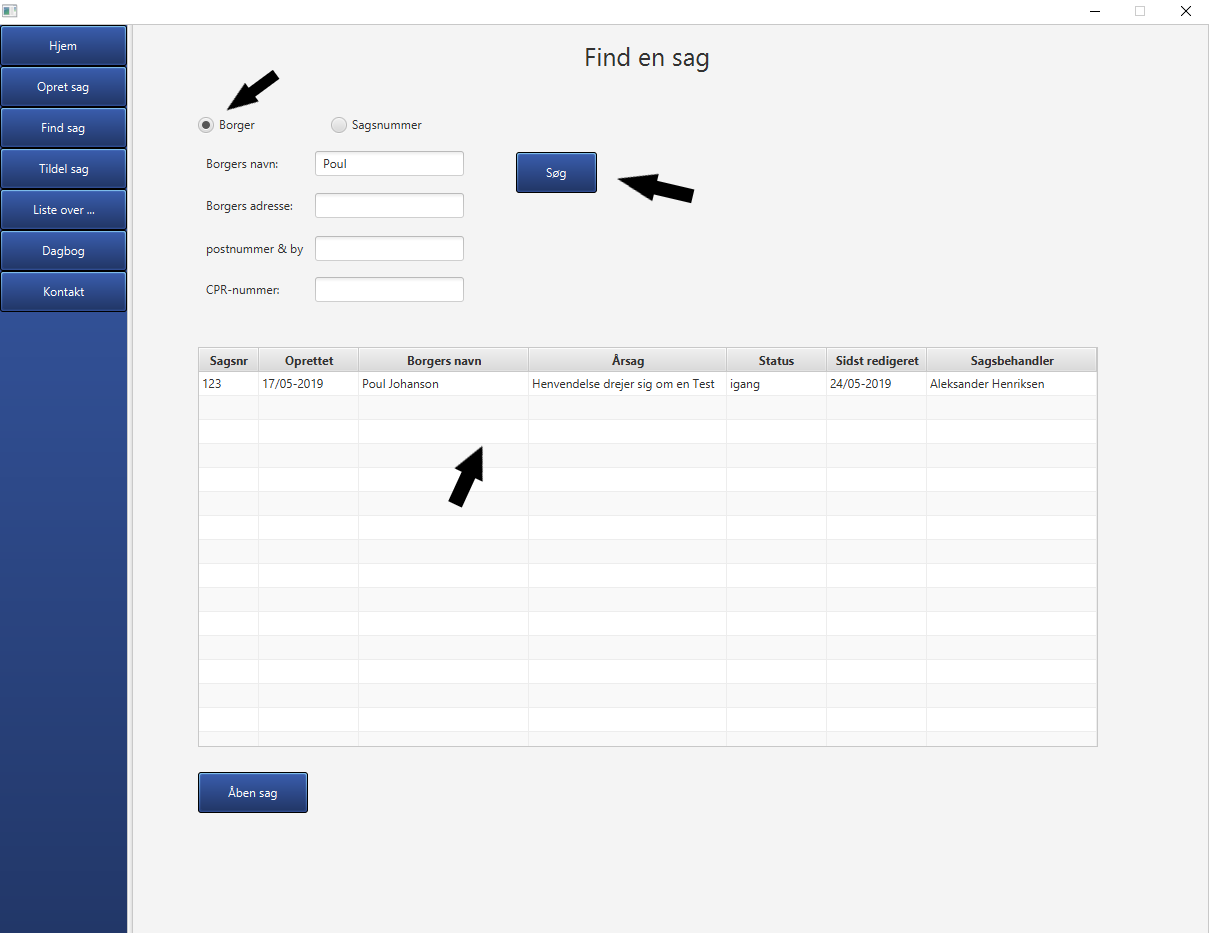 Hjem
Opret sag
Find sag
Tildel sag
Liste over ...
Dagbog
Kontakt
Find en sag
Borger Sagsnummer
Borgers navn: Poul
Søg
Borgers adresse:
postnummer & by
CPR-nummer:
Sagsnr Oprettet Borgers navn Årsag Status Sidst redigeret Sagsbehandler
123 17/05-2019 Poul Johanson Henvendelse drejer sig om en Test igang 24/05-2019 Aleksander Henriksen
Åben sag